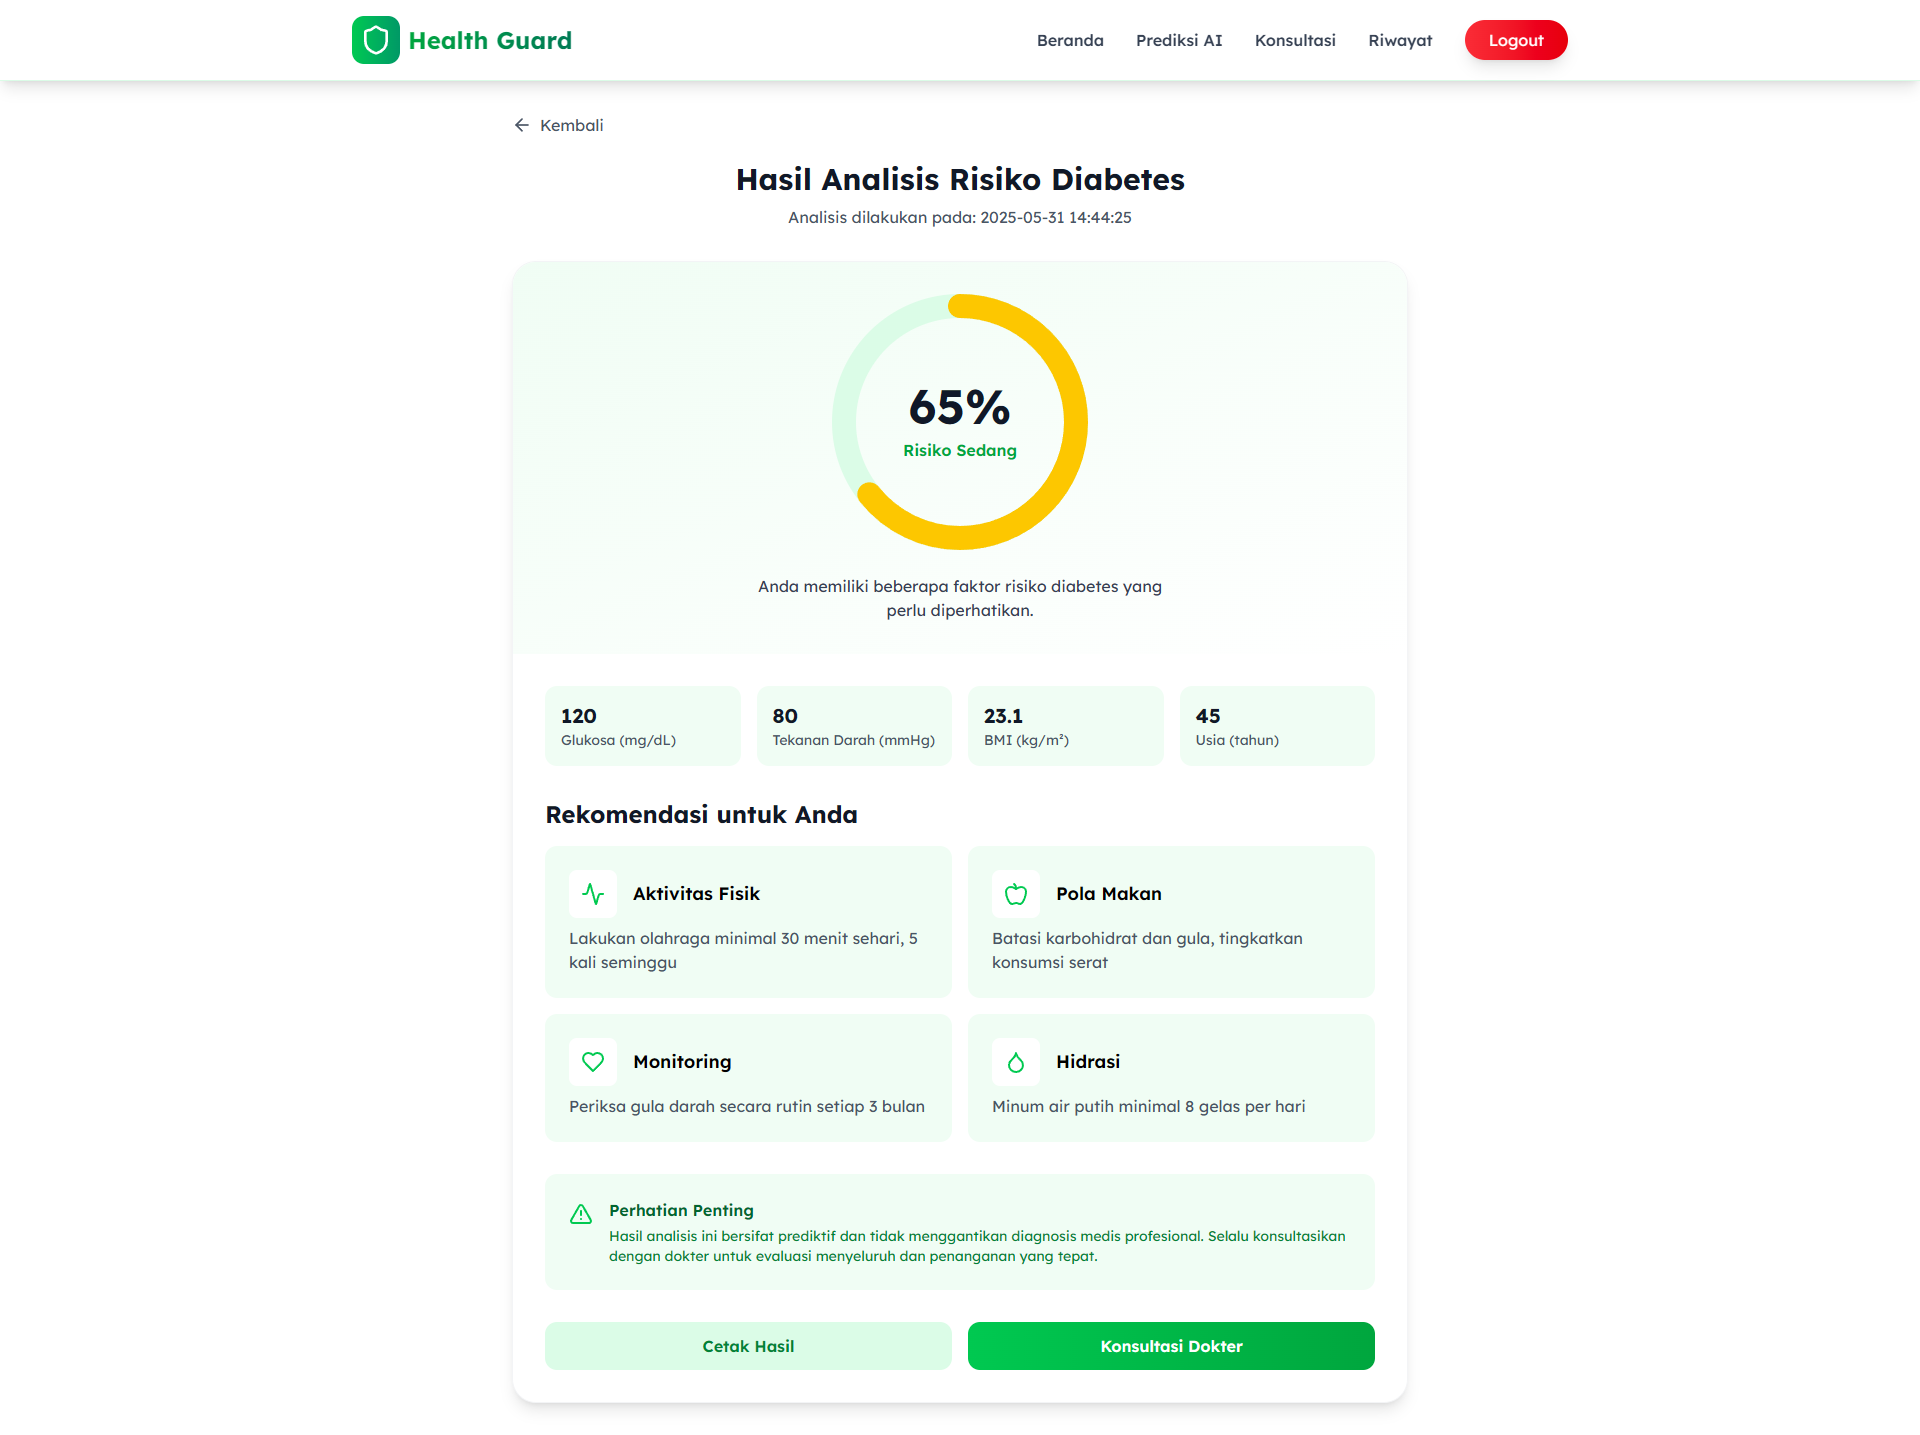 Health Guard
Beranda
Prediksi AI
Konsultasi
Riwayat
Logout
Kembali
Hasil Analisis Risiko Diabetes
Analisis dilakukan pada: 2025-05-31 14:44:25
65%
Risiko Sedang
Anda memiliki beberapa faktor risiko diabetes yang
perlu diperhatikan.
120
Glukosa (mg/dL)
80
Tekanan Darah (mmHg)
23.1
BMI (kg/m²)
45
Usia (tahun)
Rekomendasi untuk Anda
Aktivitas Fisik
Lakukan olahraga minimal 30 menit sehari, 5
kali seminggu
Pola Makan
Batasi karbohidrat dan gula, tingkatkan
konsumsi serat
Monitoring
Periksa gula darah secara rutin setiap 3 bulan
Hidrasi
Minum air putih minimal 8 gelas per hari
Perhatian Penting
Hasil analisis ini bersifat prediktif dan tidak menggantikan diagnosis medis profesional. Selalu konsultasikan
dengan dokter untuk evaluasi menyeluruh dan penanganan yang tepat.
Cetak Hasil
Konsultasi Dokter